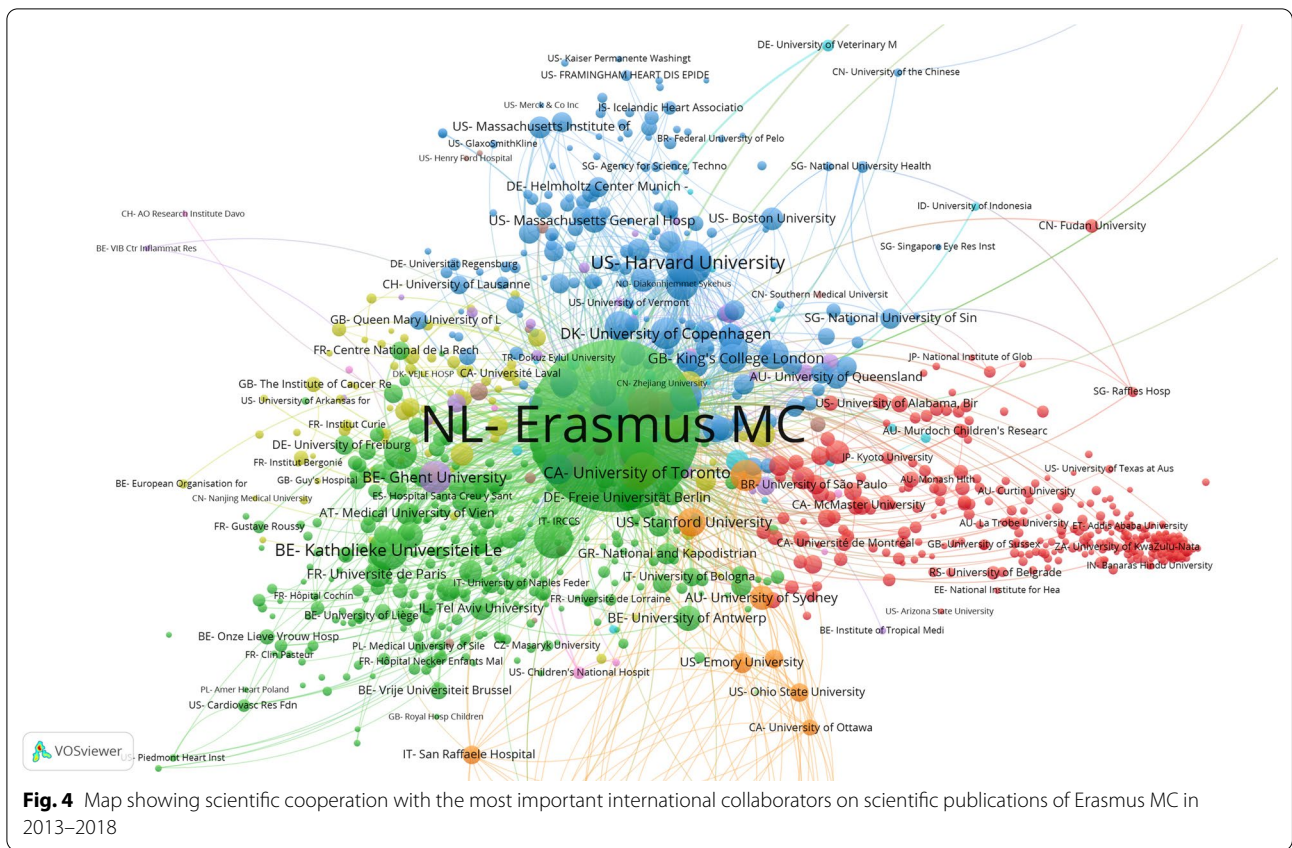 DE- University of Veterinary M
US- Kaiser Permanente Washingt
CN- University of the Chinese
US- FRAMINGHAM HEART DIS EPIDE
US- Merck & Co Inc
IS- Icelandic Heart Associatio
US- Massachusetts Institute of
BR- Federal University of Pelo
US- GlaxoSmithKline
US- Henry Ford Hospital
SG- Agency for Science, Techno
SG- National University Health
DE- Helmholtz Center Munich -
ID- University of Indonesia
CH- AO Research Institute Davo
US- Massachusetts General Hosp
US- Boston University
CN- Fudan University
BE- VIB Ctr Inflammat Res
SG- Singapore Eye Res Inst
DE- Universität Regensburg
US- Harvard University
CH- University of Lausanne
NO- Diakonhjemmet Sykehus
CN- Southern Medical Universit
US- University of Vermont
GB- Queen Mary University of L
SG- National University of Sin
DK- University of Copenhagen
FR- Centre National de la Rech
TR- Dokuz Eylul University
GB- King's College London
JP- National Institute of Glob
DK- VEJLE HOSP
CA- Université Laval
AU- University of Queensland
GB- The Institute of Cancer Re
CN- Zhejiang University
SG- Raffles Hosp
US- University of Arkansas for
US- University of Alabama, Bir
FR- Institut Curie
NL- Erasmus MC
AU- Murdoch Children's Researc
DE- University of Freiburg
JP- Kyoto University
FR- Institut Bergonié
US- University of Texas at Aus
BE- Ghent University
CA- University of Toronto
BE- European Organisation for
GB- Guy's Hospital
BR- University of São Paulo
AU- Monash Hlth
AU- Curtin University
CN- Nanjing Medical University
ES- Hospital Santa Creu y Sant
DE- Freie Universität Berlin
CA- McMaster University
AT- Medical University of Vien
IT- IRCCS
US- Stanford University
AU- La Trobe University
ET- Addis Ababa University
FR- Gustave Roussy
BE- Katholieke Universiteit Le
GR- National and Kapodistrian
CA- Université de Montréal
GB- University of Sussex
ZA- University of KwaZulu-Nata
IN- Banaras Hindu University
FR- Université de Paris
IT- University of Naples Feder
IT- University of Bologna
RS- University of Belgrade
EE- National Institute for Hea
FR- Hôpital Cochin
FR- Université de Lorraine
AU- University of Sydney
BE- University of Liège
IL- Tel Aviv University
BE- University of Antwerp
US- Arizona State University
BE- Institute of Tropical Medi
BE- Onze Lieve Vrouw Hosp
PL- Medical University of Sile
CZ- Masaryk University
FR- Clin Pasteur
FR- Hôpital Necker Enfants Mal
US- Children's National Hospit
US- Emory University
PL- Amer Heart Poland
BE- Vrije Universiteit Brussel
US- Ohio State University
US- Cardiovasc Res Fdn
GB- Royal Hosp Children
CA- University of Ottawa
VOSviewer
US- Piedmont Heart Inst
IT- San Raffaele Hospital
Fig. 4 Map showing scientific cooperation with the most important international collaborators on scientific publications of Erasmus MC in
2013–2018